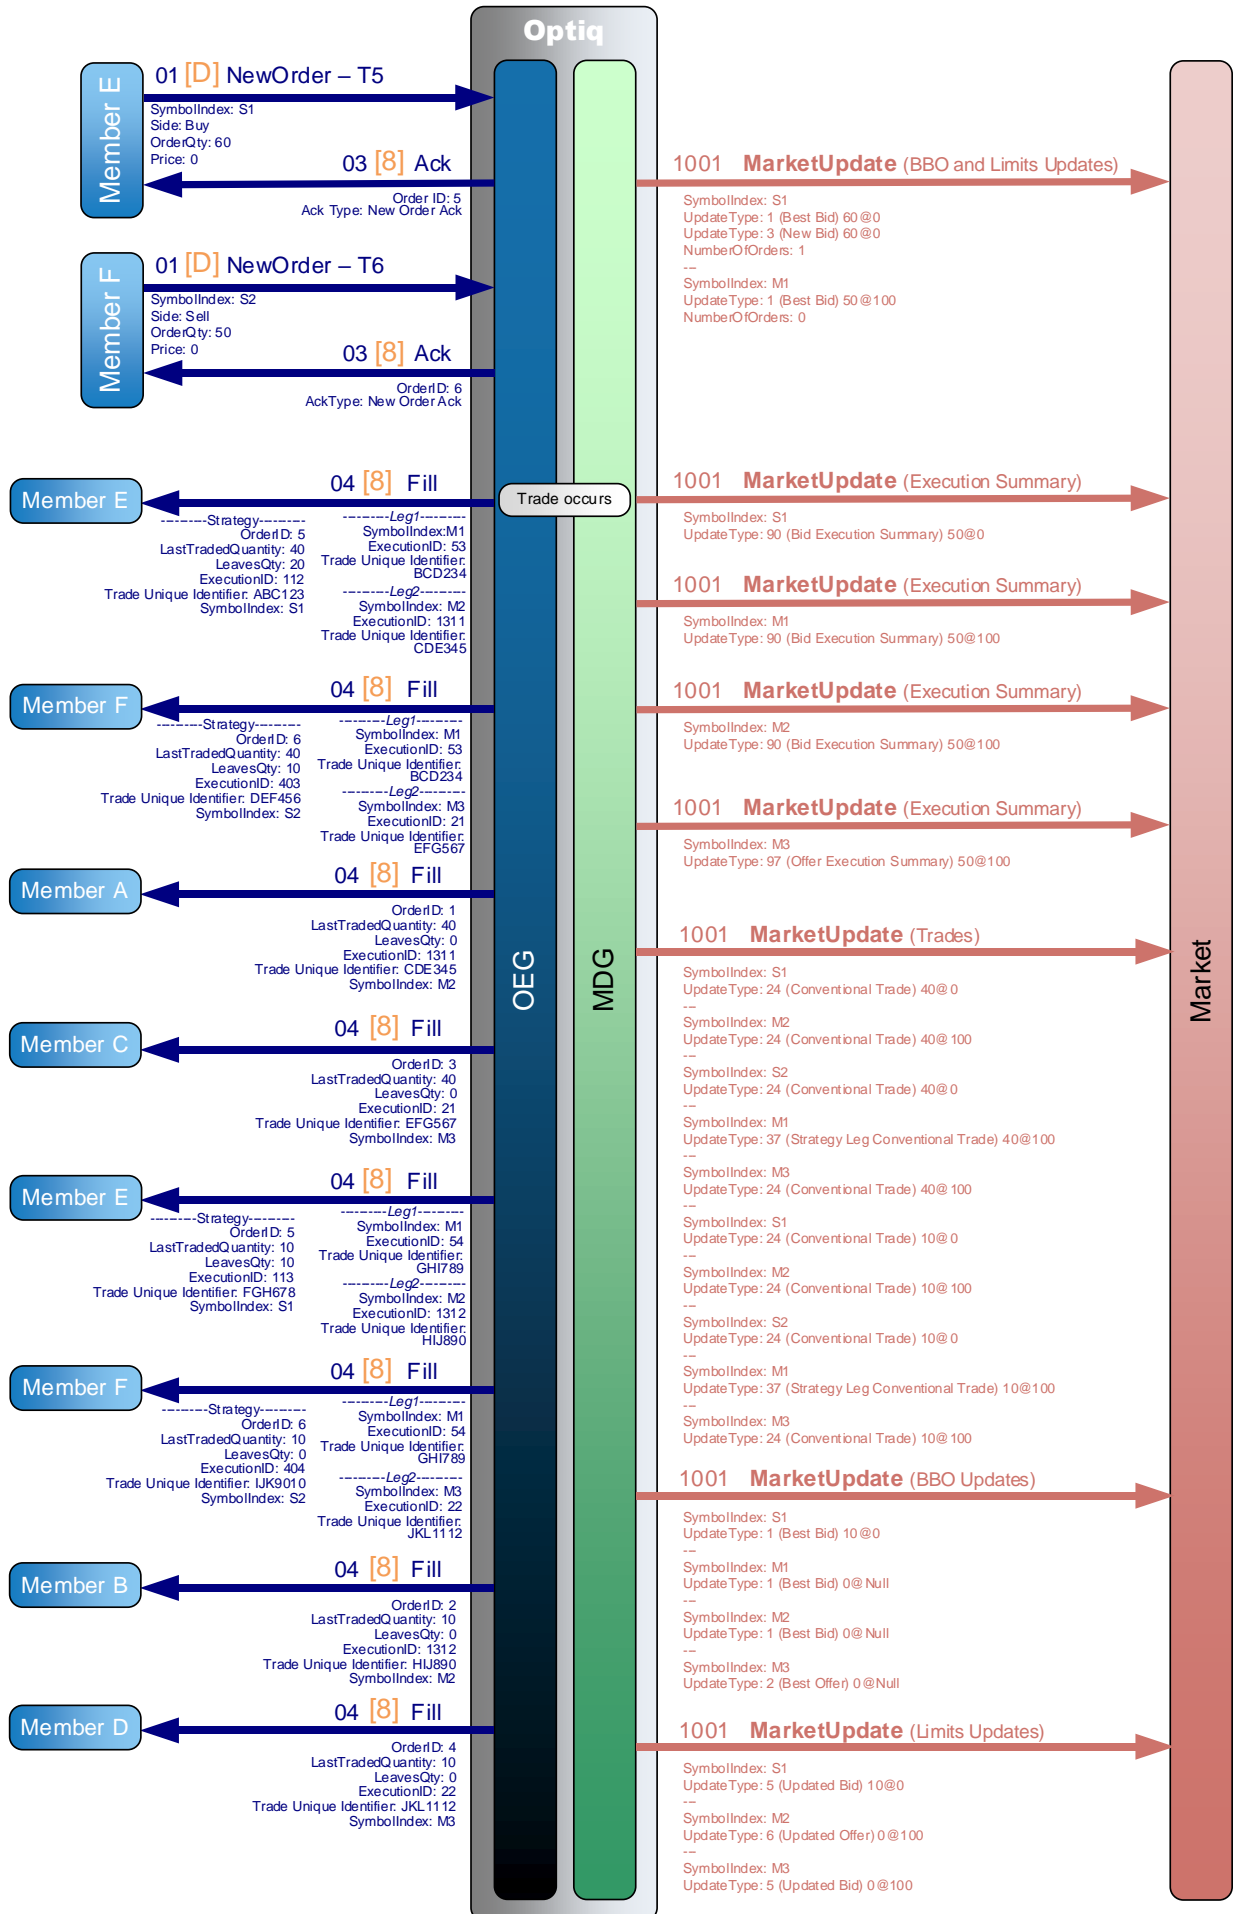 Optiq
Member E
01 [D] NewOrder – T5
SymbolIndex: S1
Side: Buy
OrderQty: 60
Price: 0
03 [8] Ack
Order ID: 5
Ack Type: New Order Ack
Member F
01 [D] NewOrder – T6
SymbolIndex: S2
Side: Sell
OrderQty: 50
Price: 0
03 [8] Ack
OrderID: 6
AckType: New Order Ack
Member E
04 [8] Fill
----------Strategy----------
OrderID: 5
LastTradedQuantity: 40
LeavesQty: 20
ExecutionID: 112
Trade Unique Identifier: ABC123
SymbolIndex: S1
----------Leg1----------
SymbolIndex:M1
ExecutionID: 53
Trade Unique Identifier:
BCD234
----------Leg2----------
SymbolIndex: M2
ExecutionID: 1311
Trade Unique Identifier:
CDE345
Member F
04 [8] Fill
----------Strategy----------
OrderID: 6
LastTradedQuantity: 40
LeavesQty: 10
ExecutionID: 403
Trade Unique Identifier: DEF456
SymbolIndex: S2
----------Leg1----------
SymbolIndex: M1
ExecutionID: 53
Trade Unique Identifier:
BCD234
----------Leg2----------
SymbolIndex: M3
ExecutionID: 21
Trade Unique Identifier:
EFG567
Member A
04 [8] Fill
OrderID: 1
LastTradedQuantity: 40
LeavesQty: 0
ExecutionID: 1311
Trade Unique Identifier: CDE345
SymbolIndex: M2
Member C
04 [8] Fill
OrderID: 3
LastTradedQuantity: 40
LeavesQty: 0
ExecutionID: 21
Trade Unique Identifier: EFG567
SymbolIndex: M3
Member E
04 [8] Fill
----------Strategy----------
OrderID: 5
LastTradedQuantity: 10
LeavesQty: 10
ExecutionID: 113
Trade Unique Identifier: FGH678
SymbolIndex: S1
----------Leg1----------
SymbolIndex: M1
ExecutionID: 54
Trade Unique Identifier:
GHI789
----------Leg2----------
SymbolIndex: M2
ExecutionID: 1312
Trade Unique Identifier:
HIJ890
Member F
04 [8] Fill
----------Strategy----------
OrderID: 6
LastTradedQuantity: 10
LeavesQty: 0
ExecutionID: 404
Trade Unique Identifier: IJK9010
SymbolIndex: S2
----------Leg1----------
SymbolIndex: M1
ExecutionID: 54
Trade Unique Identifier:
GHI789
----------Leg2----------
SymbolIndex: M3
ExecutionID: 22
Trade Unique Identifier:
JKL1112
Member B
04 [8] Fill
OrderID: 2
LastTradedQuantity: 10
LeavesQty: 0
ExecutionID: 1312
Trade Unique Identifier: HIJ890
SymbolIndex: M2
Member D
04 [8] Fill
OrderID: 4
LastTradedQuantity: 10
LeavesQty: 0
ExecutionID: 22
Trade Unique Identifier: JKL1112
SymbolIndex: M3
Trade occurs
OEG
MDG
1001 MarketUpdate (BBO and Limits Updates)
SymbolIndex: S1
UpdateType: 1 (Best Bid) 60@0
UpdateType: 3 (New Bid) 60@0
NumberOfOrders: 1
---
SymbolIndex: M1
UpdateType: 1 (Best Bid) 50@100
NumberOfOrders: 0
1001 MarketUpdate (Execution Summary)
SymbolIndex: S1
UpdateType: 90 (Bid Execution Summary) 50@0
1001 MarketUpdate (Execution Summary)
SymbolIndex: M1
UpdateType: 90 (Bid Execution Summary) 50@100
1001 MarketUpdate (Execution Summary)
SymbolIndex: M2
UpdateType: 90 (Bid Execution Summary) 50@100
1001 MarketUpdate (Execution Summary)
SymbolIndex: M3
UpdateType: 97 (Offer Execution Summary) 50@100
1001 MarketUpdate (Trades)
SymbolIndex: S1
UpdateType: 24 (Conventional Trade) 40@0
---
SymbolIndex: M2
UpdateType: 24 (Conventional Trade) 40@100
---
SymbolIndex: S2
UpdateType: 24 (Conventional Trade) 40@0
---
SymbolIndex: M1
UpdateType: 37 (Strategy Leg Conventional Trade) 40@100
---
SymbolIndex: M3
UpdateType: 24 (Conventional Trade) 40@100
---
SymbolIndex: S1
UpdateType: 24 (Conventional Trade) 10@0
---
SymbolIndex: M2
UpdateType: 24 (Conventional Trade) 10@100
---
SymbolIndex: S2
UpdateType: 24 (Conventional Trade) 10@0
---
SymbolIndex: M1
UpdateType: 37 (Strategy Leg Conventional Trade) 10@100
---
SymbolIndex: M3
UpdateType: 24 (Conventional Trade) 10@100
1001 MarketUpdate (BBO Updates)
SymbolIndex: S1
UpdateType: 1 (Best Bid) 10@0
---
SymbolIndex: M1
UpdateType: 1 (Best Bid) 0@Null
---
SymbolIndex: M2
UpdateType: 1 (Best Bid) 0@Null
---
SymbolIndex: M3
UpdateType: 2 (Best Offer) 0@Null
1001 MarketUpdate (Limits Updates)
SymbolIndex: S1
UpdateType: 5 (Updated Bid) 10@0
---
SymbolIndex: M2
UpdateType: 6 (Updated Offer) 0@100
---
SymbolIndex: M3
UpdateType: 5 (Updated Bid) 0@100
Market